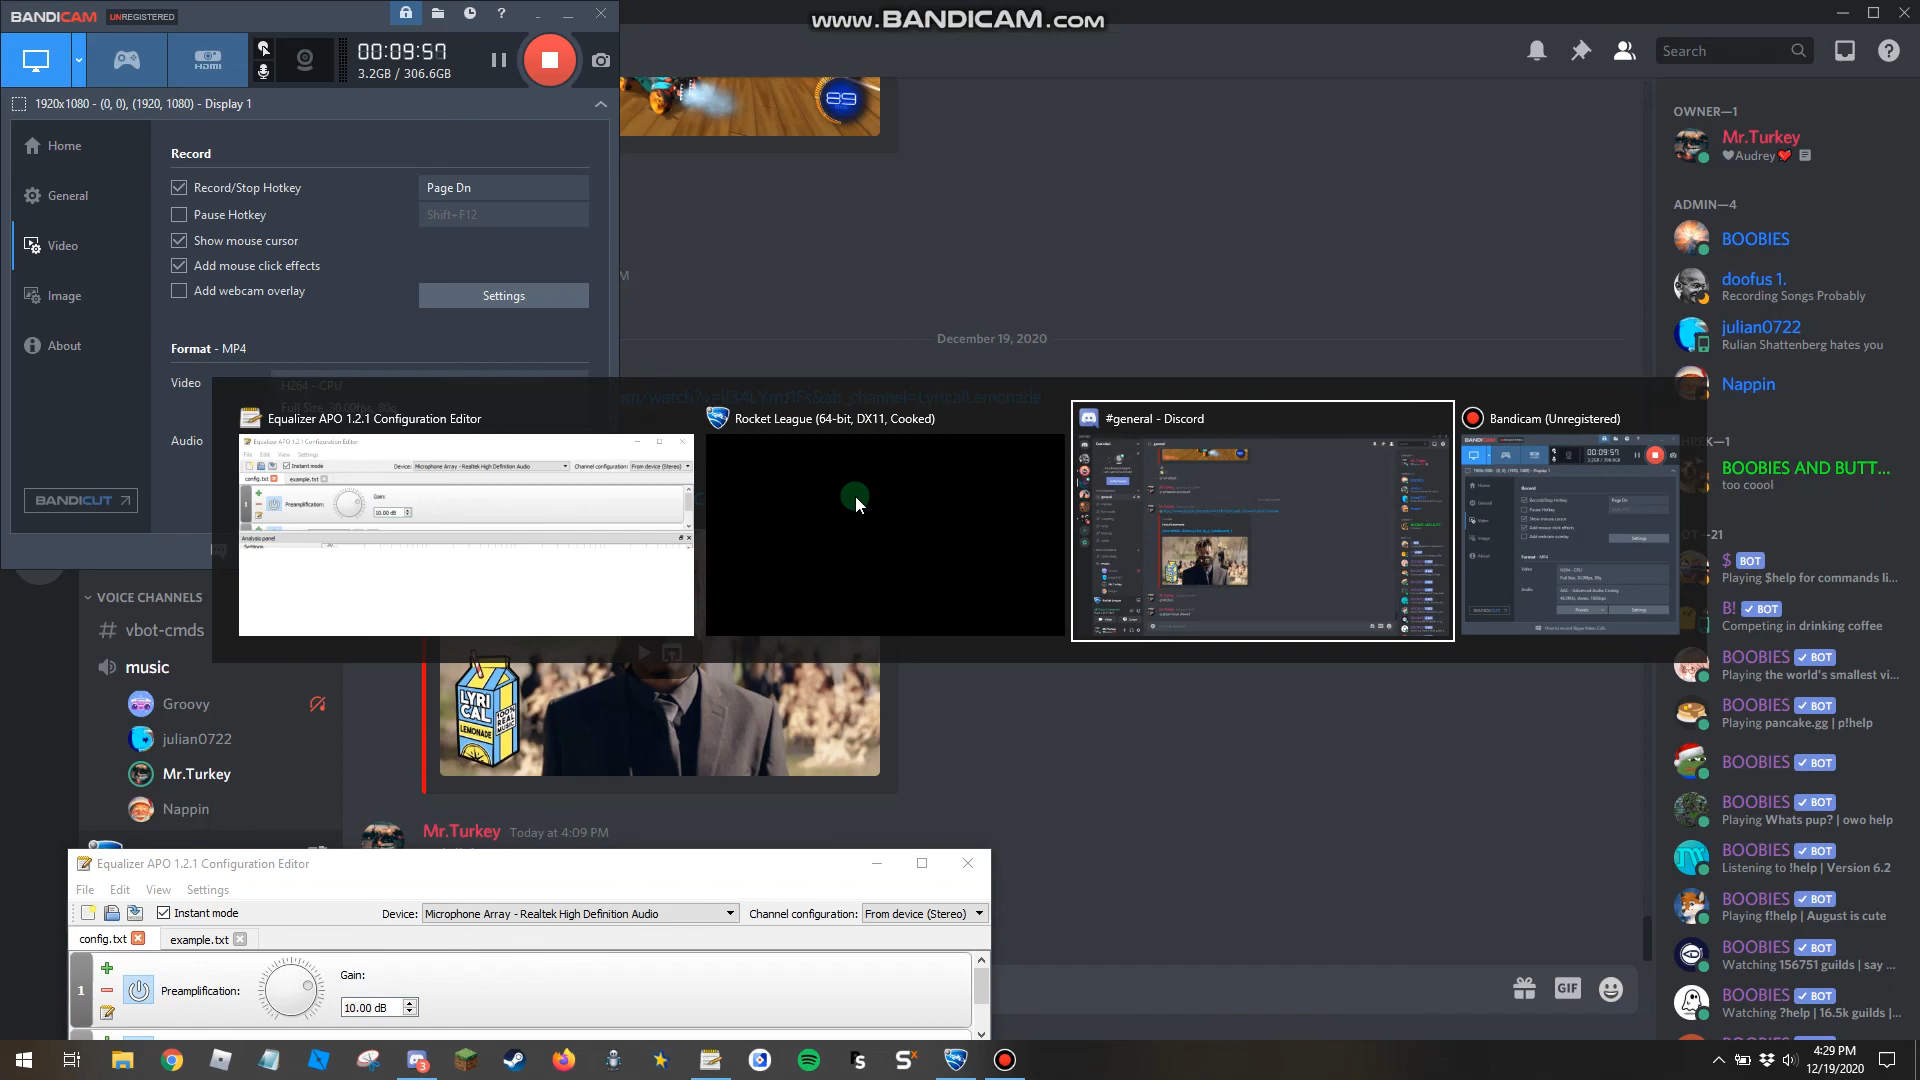 BANDICAM UNREGISTERED
www.BANDICAM.com
00:09:57
3.2GB / 306.6GB
Search
1920x1080 - (0, 0), (1920, 1080) - Display 1
Home
General
Video
Image
About
BANDICUT
Record
Record/Stop Hotkey
Page Dn
Pause Hotkey
Shift+F12
Show mouse cursor
Add mouse click effects
Add webcam overlay
Settings
Format - MP4
Video
H264 - CPU
Audio
89
December 19, 2020
Equalizer APO 1.2.1 Configuration Editor
Rocket League (64-bit, DX11, Cooked)
#general - Discord
Bandicam (Unregistered)
VOICE CHANNELS
vbot-cmds
music
Groovy
julian0722
Mr.Turkey
Nappin
LYRI
CAL
LEMONADE
100%
REAL
MUSIC
Mr.Turkey Today at 4:09 PM
Equalizer APO 1.2.1 Configuration Editor
File Edit View Settings
Instant mode
Device: Microphone Array - Realtek High Definition Audio
Channel configuration: From device (Stereo)
config.txt
example.txt
1
Preamplification:
Gain:
10.00 dB
GIF
OWNER—1
Mr.Turkey
Audrey
ADMIN—4
BOOBIES
doofus 1.
Recording Songs Probably
julian0722
Rulian Shattenberg hates you
Nappin
BOOBIES AND BUTT...
too coool
$ BOT
Playing $help for commands li...
B! BOT
Competing in drinking coffee
BOOBIES BOT
Playing the world's smallest vi...
BOOBIES BOT
Playing pancake.gg | p!help
BOOBIES BOT
BOOBIES BOT
Playing Whats pup? | owo help
BOOBIES BOT
Listening to !help | Version 6.2
BOOBIES BOT
Playing f!help | August is cute
BOOBIES BOT
Watching 156751 guilds | say ...
BOOBIES BOT
Watching ?help | 16.5k guilds |...
4:29 PM
12/19/2020